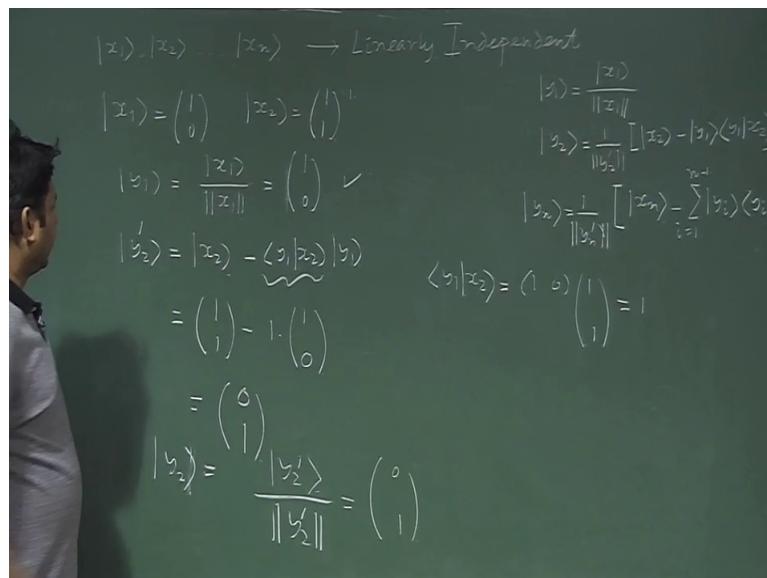 |x₁⟩ |x₂⟩ ... |xₙ⟩ → Linearly Independent
|x₁⟩ = (1 0) |x₂⟩ = (1 1)
|y₁⟩ = |x₁⟩ / ||x₁|| = (1 0) ✓
|y₂'⟩ = |x₂⟩ - ⟨y₁|x₂⟩ |y₁⟩
= (1 1) - 1·(1 0)
= (0 1)
|y₂⟩ = |y₂'⟩ / ||y₂'|| = (0 1)
|y₁⟩ = |x₁⟩ / ||x₁||
|y₂⟩ = 1/||y₂'|| [|x₂⟩ - |y₁⟩⟨y₁|x₂⟩
|yₙ⟩ = 1/||yₙ'|| [|xₙ⟩ - ∑_{i=1}^{n-1} |yᵢ⟩⟨yᵢ
⟨y₁|x₂⟩ = (1 0) (1 1) = 1